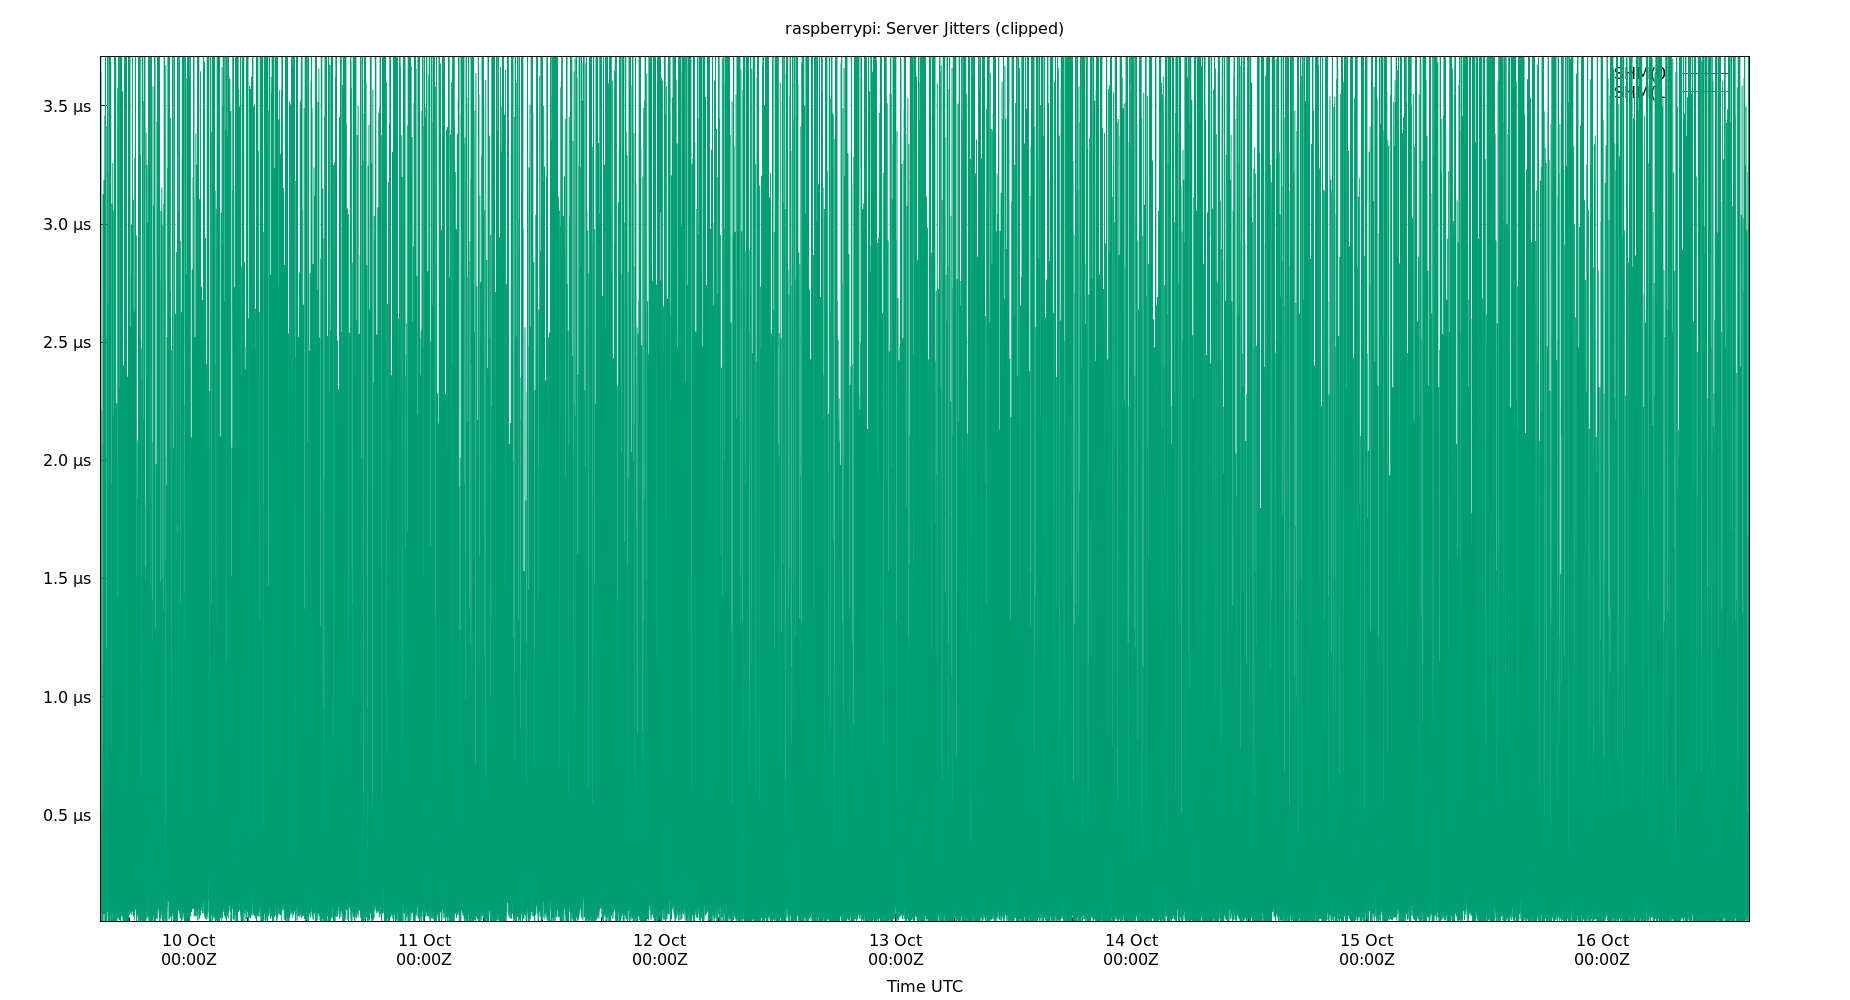 raspberrypi: Server Jitters (clipped)
3.5 µs
3.0 µs
2.5 µs
2.0 µs
1.5 µs
1.0 µs
0.5 µs
10 Oct
00:00Z
11 Oct
00:00Z
12 Oct
00:00Z
13 Oct
00:00Z
14 Oct
00:00Z
15 Oct
00:00Z
16 Oct
00:00Z
Time UTC